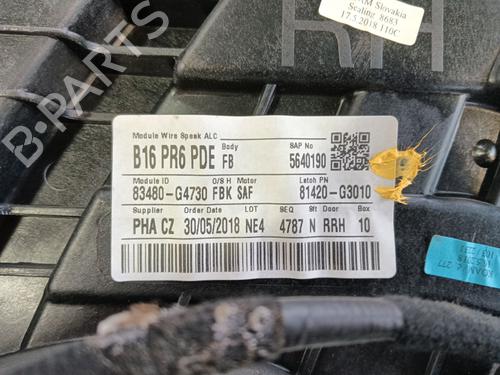 Slovakia
Sealing 8683
17.5.2018 110C
RH
Module Wire Speak ALC Body SAP No
B16 PR6 PDE FB 5640190
Module ID O/S H Motor Latch PN
83480-G4730 FBK SAF 81420-G3010
Supplier Order Date LOT SEQ Sft Door Box
PHA CZ 30/05/2018 NE4 4787 N RRH 10
B-PARTS